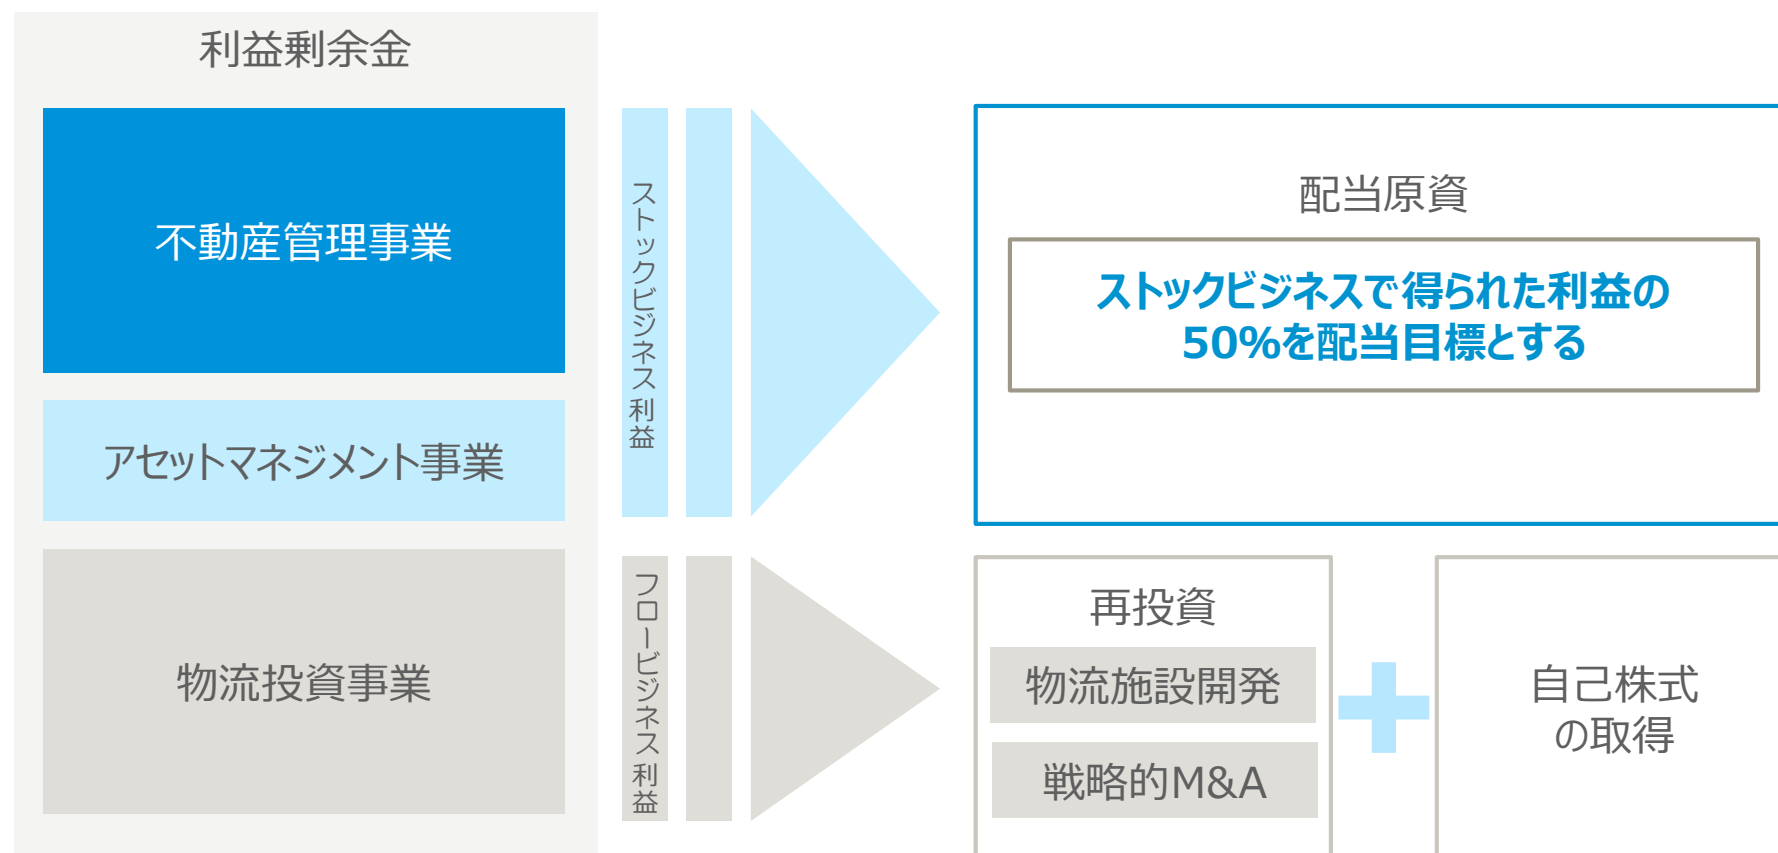 利益剰余金
不動産管理事業
アセットマネジメント事業
物流投資事業
ストックビジネス利益
フロービジネス利益
配当原資
ストックビジネスで得られた利益の
50%を配当目標とする
再投資
物流施設開発
戦略的M&A
自己株式
の取得